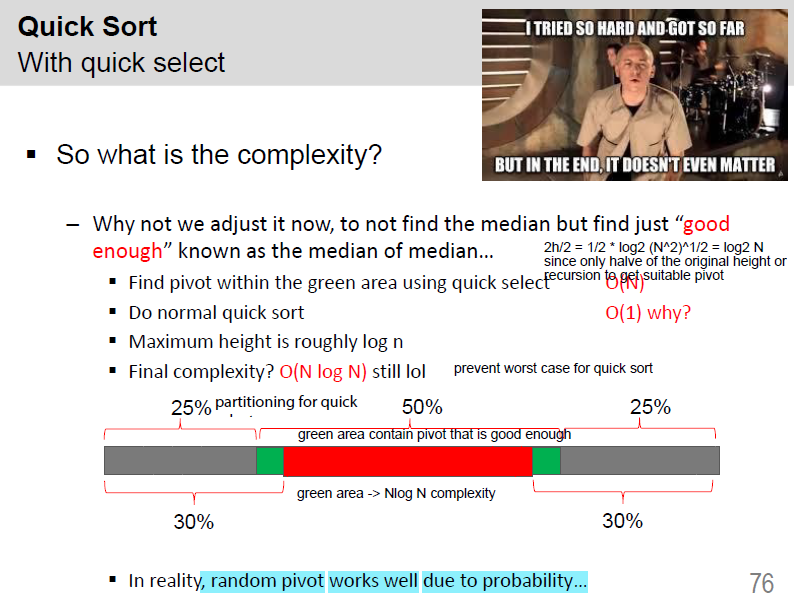 Quick Sort
With quick select
I TRIED SO HARD AND GOT SO FAR
BUT IN THE END, IT DOESN'T EVEN MATTER
▪ So what is the complexity?
– Why not we adjust it now, to not find the median but find just “good
enough” known as the median of median...
2h/2 = 1/2 * log2 (N^2)^1/2 = log2 N
since only halve of the original height or
recursion to get suitable pivot
▪ Find pivot within the green area using quick select O(N)
▪ Do normal quick sort O(1) why?
▪ Maximum height is roughly log n
▪ Final complexity? O(N log N) still lol
prevent worst case for quick sort
25% partitioning for quick 50% 25%
green area contain pivot that is good enough
green area -> Nlog N complexity
30% 30%
▪ In reality, random pivot works well due to probability...
76